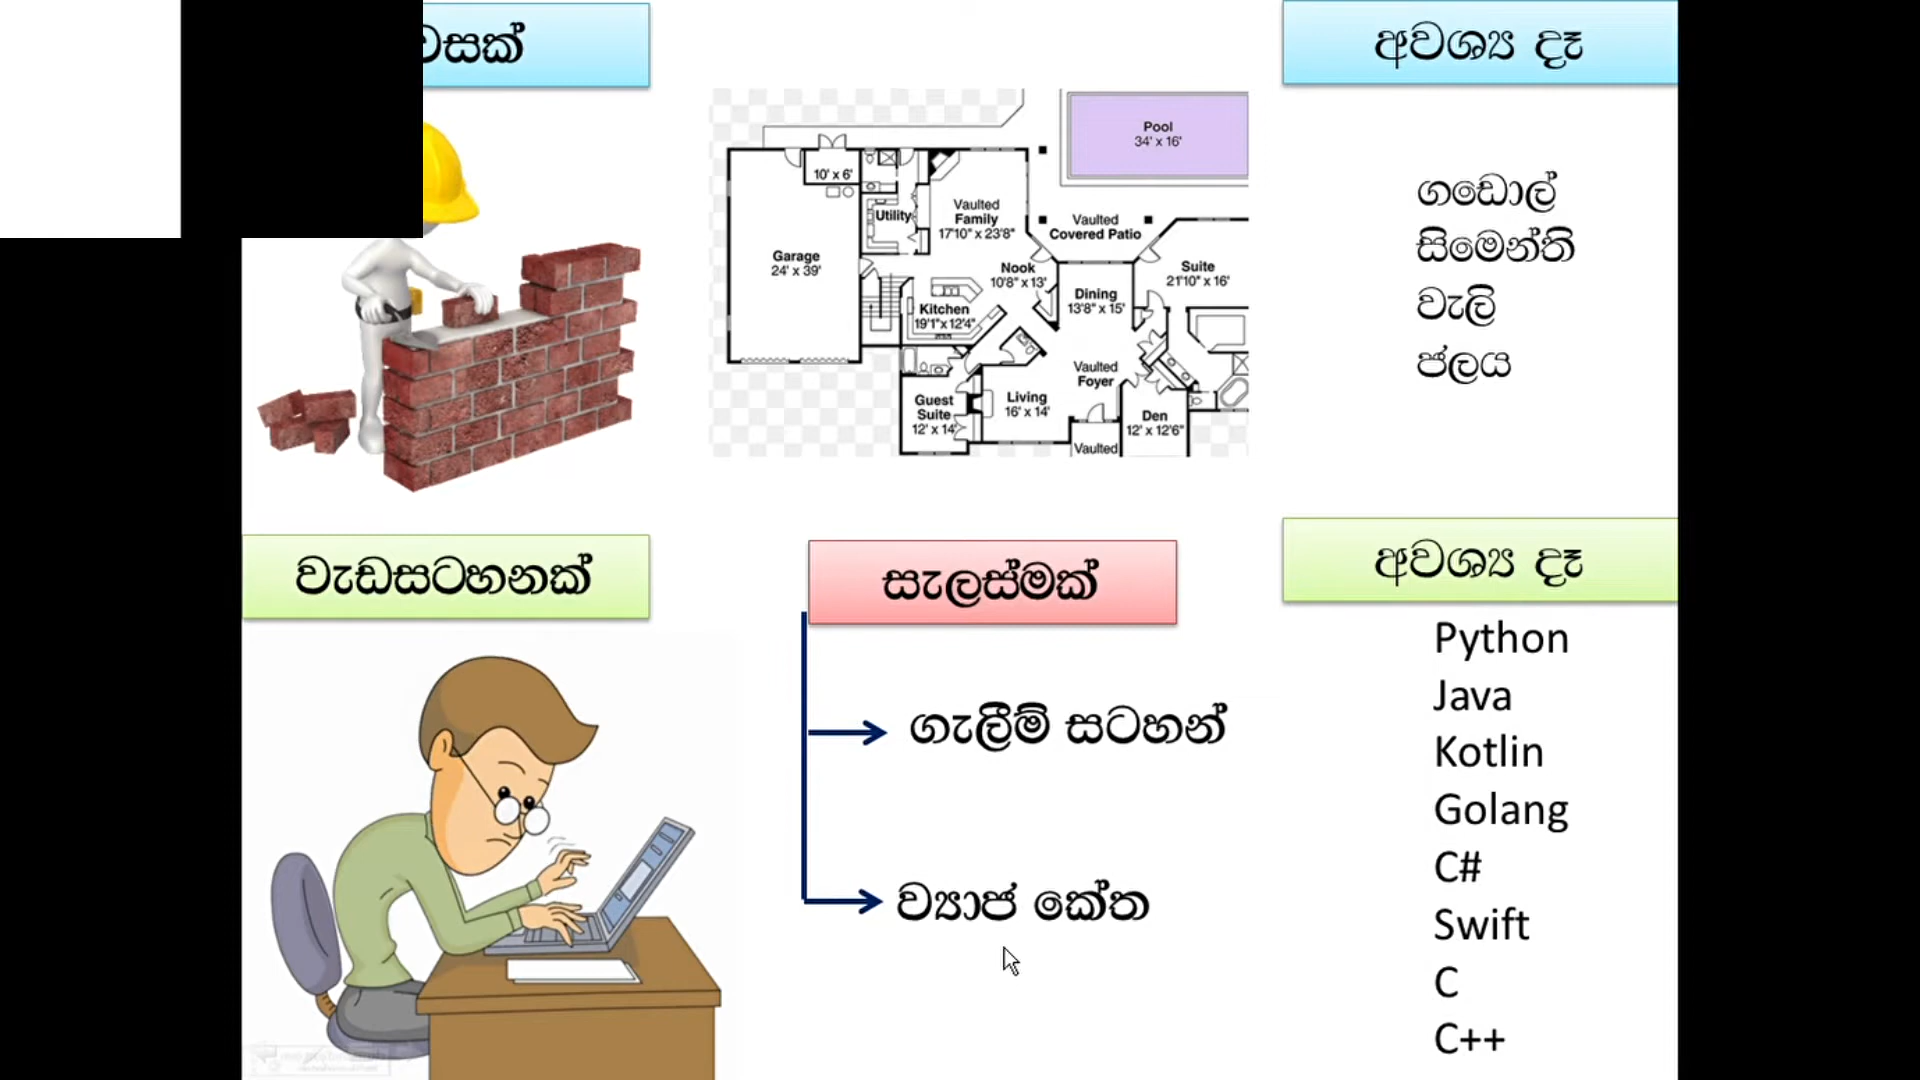 අවශ්‍ය දෑ
Pool
34' x 16'
10' x 6'
Utility
Vaulted
Family
17'10" x 23'8"
Vaulted
Covered Patio
Garage
24' x 39'
Nook
10'8" x 13'
Suite
21'10" x 16'
Dining
13'8" x 15'
Kitchen
19'1" x 12'4"
Vaulted
Foyer
Guest
Suite
12' x 14'
Living
16' x 14'
Den
12' x 12'6"
Vaulted
ගඩොල්
සිමෙන්ති
වැලි
ජලය
වැඩසටහනක්
සැලස්මක්
ගැලීම් සටහන්
ව්‍යාජ කේත
අවශ්‍ය දෑ
Python
Java
Kotlin
Golang
C#
Swift
C
C++